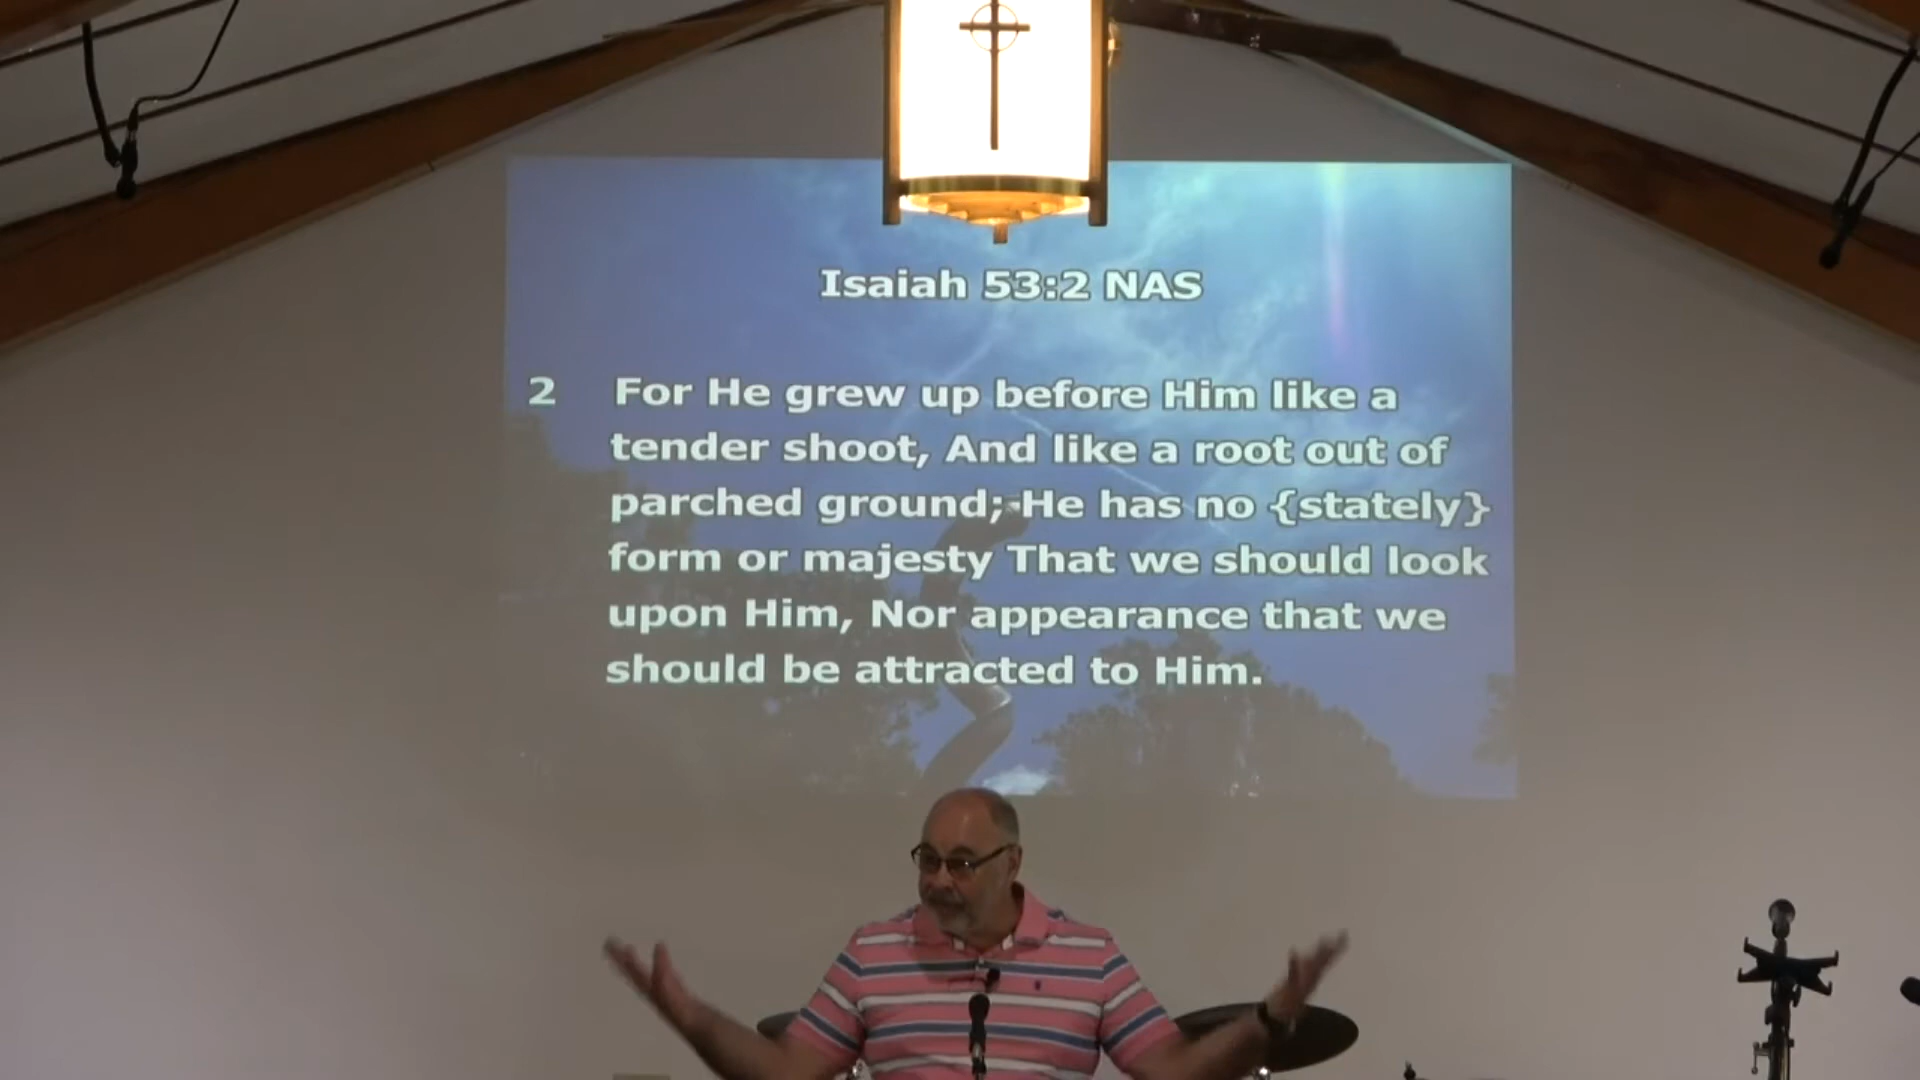 Isaiah 53:2 NAS
2 For He grew up before Him like a
tender shoot, And like a root out of
parched ground; He has no {stately}
form or majesty That we should look
upon Him, Nor appearance that we
should be attracted to Him.